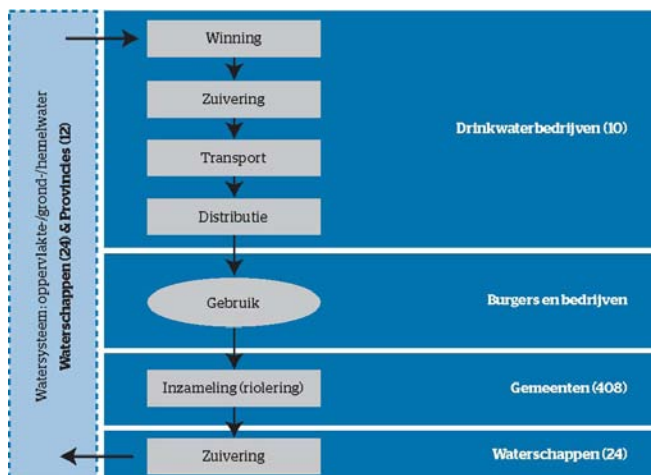 Watersysteem: oppervlakte-/grond-/hemelwater
Waterschappen (24) & Provincies (12)
Winning
Zuivering
Transport
Distributie
Drinkwaterbedrijven (10)
Gebruik
Burgers en bedrijven
Inzameling (riolering)
Gemeenten (408)
Zuivering
Waterschappen (24)